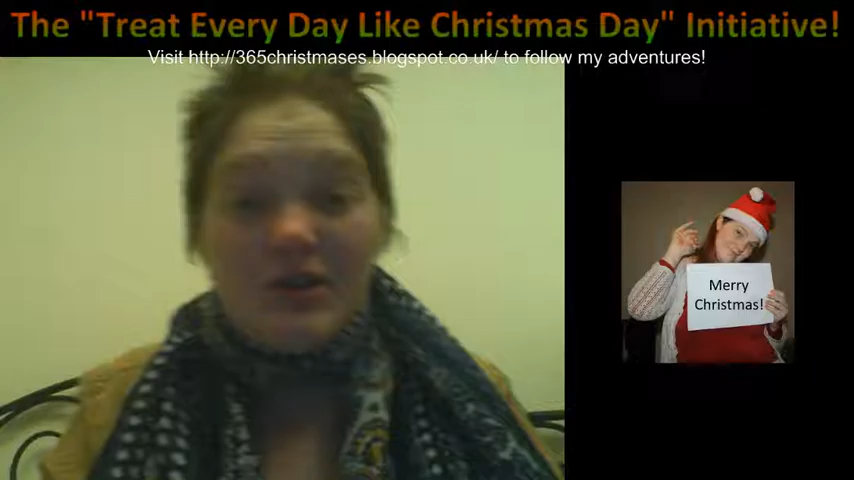 The "Treat Every Day Like Christmas Day" Initiative!
Visit http://365christmases.blogspot.co.uk/ to follow my adventures!
Merry
Christmas!